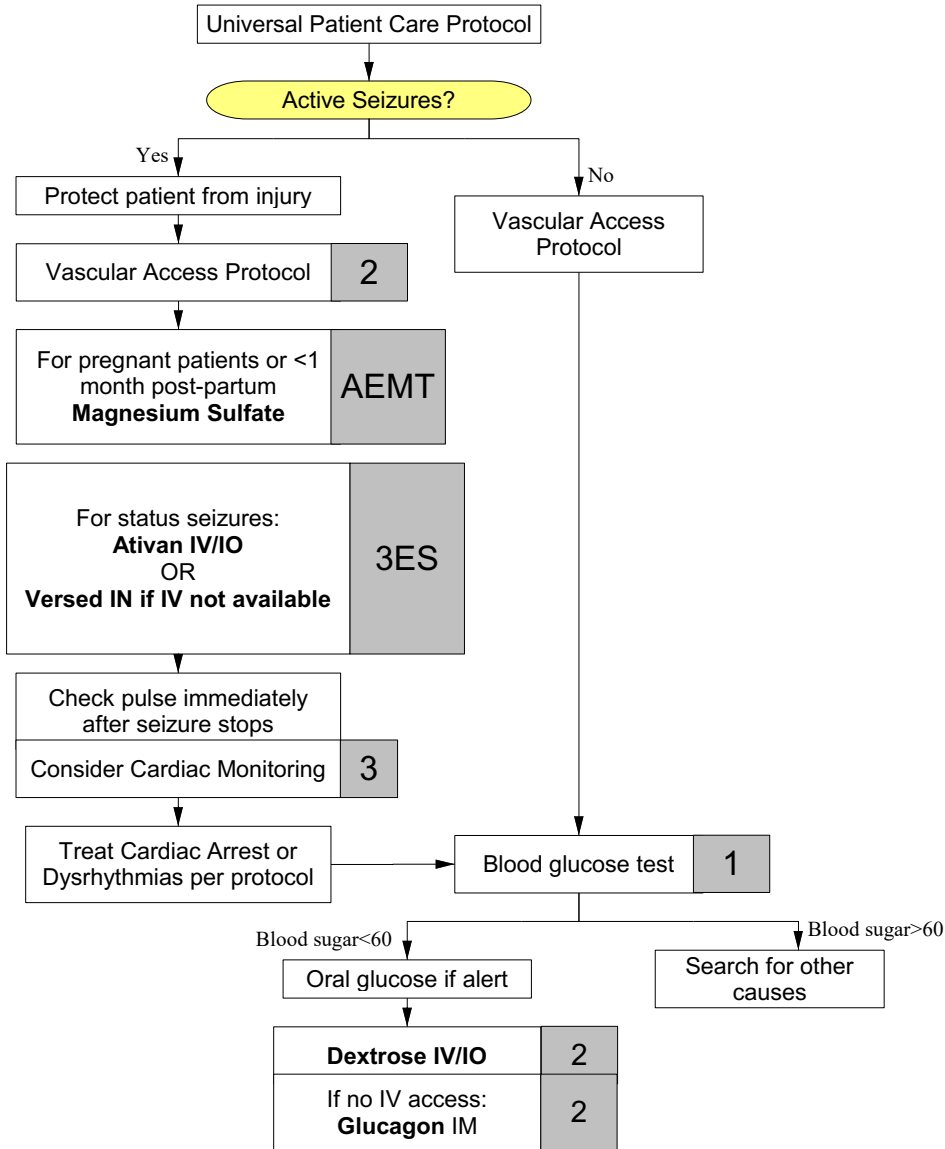 Universal Patient Care Protocol
Active Seizures?
Yes
No
Protect patient from injury
Vascular Access
Protocol
Vascular Access Protocol
2
For pregnant patients or <1
month post-partum
Magnesium Sulfate
AEMT
For status seizures:
Ativan IV/IO
OR
Versed IN if IV not available
3ES
Check pulse immediately
after seizure stops
Consider Cardiac Monitoring
3
Treat Cardiac Arrest or
Dysrhythmias per protocol
Blood glucose test
1
Blood sugar<60
Blood sugar>60
Oral glucose if alert
Search for other
causes
Dextrose IV/IO
2
If no IV access:
Glucagon IM
2